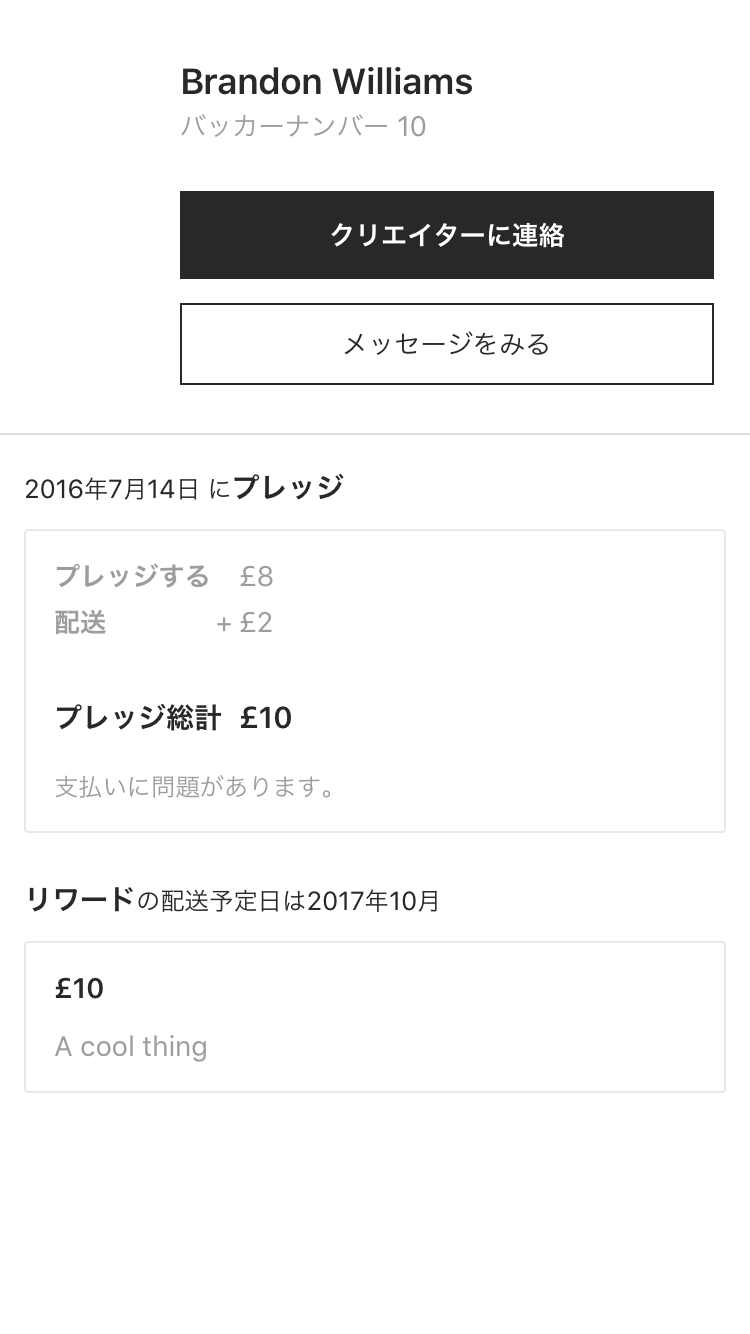 Brandon Williams
バッカーナンバー 10
クリエイターに連絡
メッセージをみる
2016年7月14日 にプレッジ
プレッジする £8
配送 + £2
プレッジ総計 £10
支払いに問題があります。
リワードの配送予定日は2017年10月
£10
A cool thing